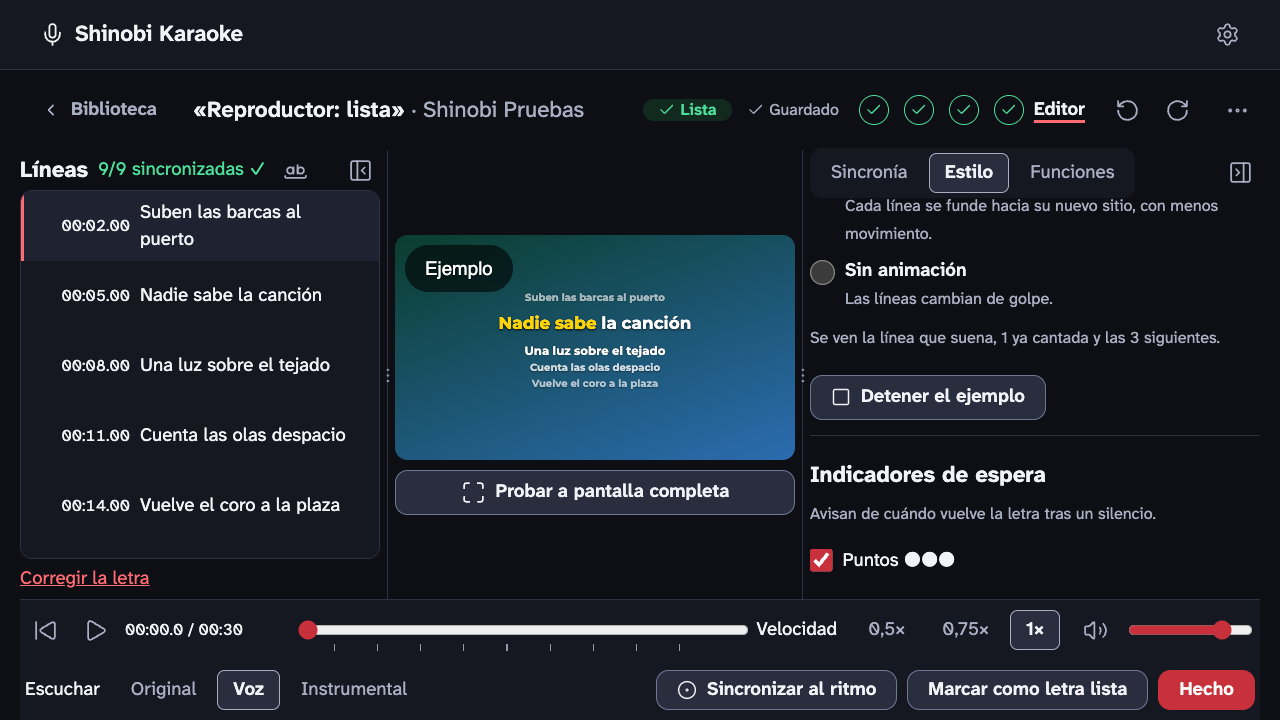 Shinobi Karaoke
Biblioteca
«Reproductor: lista» · Shinobi Pruebas
Lista
Guardado
Editor
Líneas 9/9 sincronizadas
ab
00:02.00 Suben las barcas al puerto
00:05.00 Nadie sabe la canción
00:08.00 Una luz sobre el tejado
00:11.00 Cuenta las olas despacio
00:14.00 Vuelve el coro a la plaza
Corregir la letra
Ejemplo
Suben las barcas al puerto
Nadie sabe la canción
Una luz sobre el tejado
Cuenta las olas despacio
Vuelve el coro a la plaza
Probar a pantalla completa
Sincronía Estilo Funciones
Cada línea se funde hacia su nuevo sitio, con menos
movimiento.
Sin animación
Las líneas cambian de golpe.
Se ven la línea que suena, 1 ya cantada y las 3 siguientes.
Detener el ejemplo
Indicadores de espera
Avisan de cuándo vuelve la letra tras un silencio.
Puntos
00:00.0 / 00:30
Velocidad 0,5× 0,75× 1×
Escuchar Original Voz Instrumental
Sincronizar al ritmo
Marcar como letra lista
Hecho